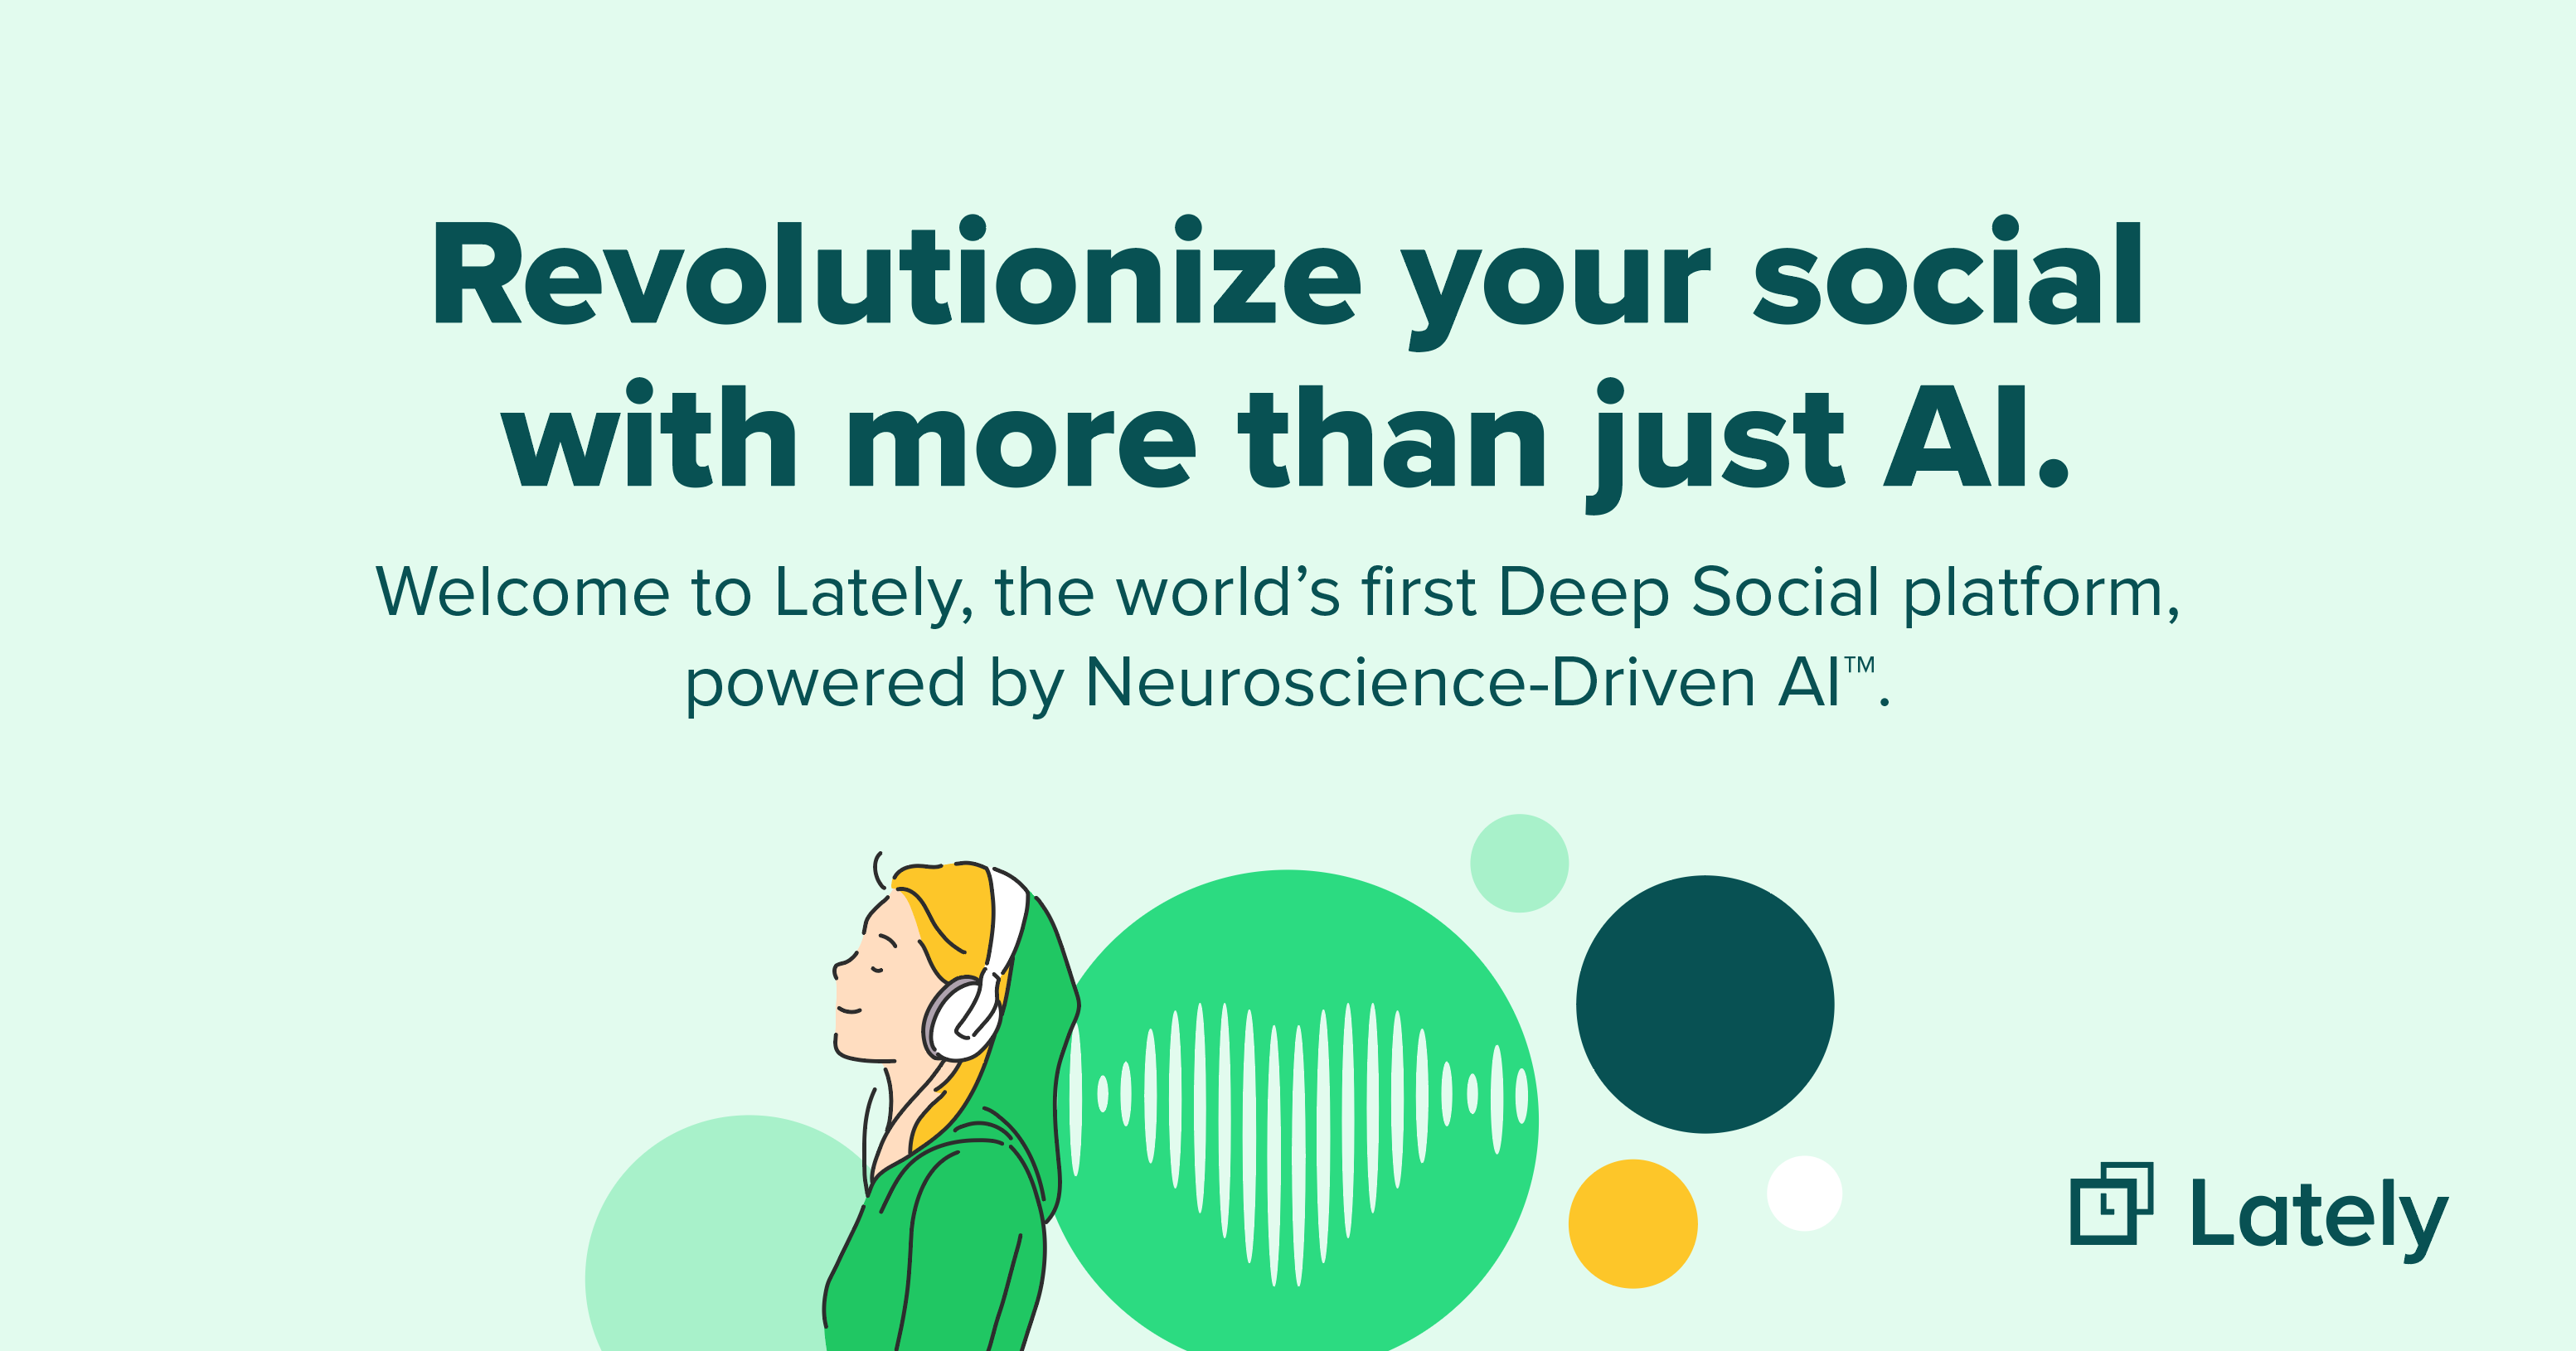 Revolutionize your social
with more than just AI.
Welcome to Lately, the world’s first Deep Social platform,
powered by Neuroscience-Driven AI™.
Lately